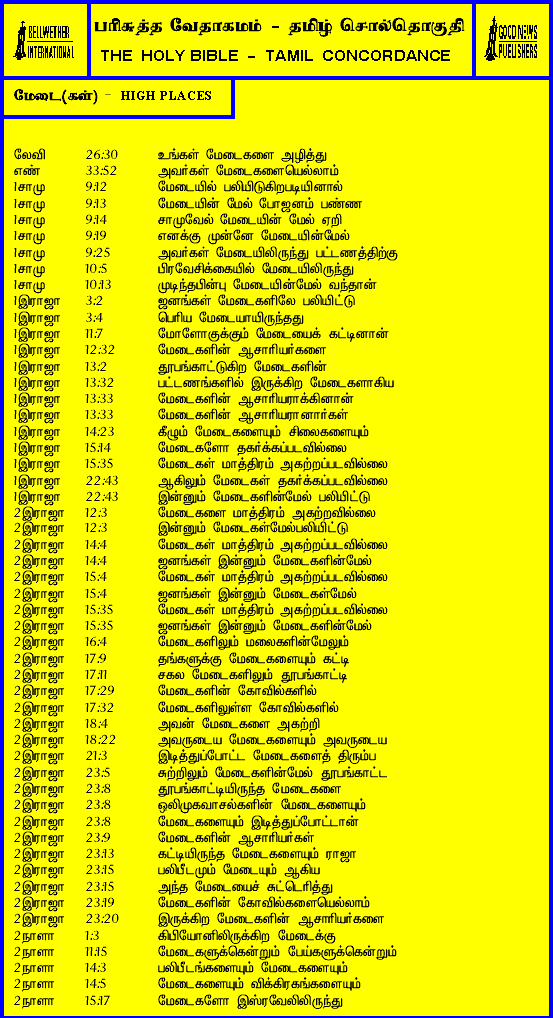 BELLWETHER
INTERNATIONAL
பரிசுத்த வேதாகமம் - தமிழ் சொல்தொகுதி
THE HOLY BIBLE - TAMIL CONCORDANCE
GOOD NEWS
PUBLISHERS
மேடை(கள்) - HIGH PLACES
லேவி 26:30 உங்கள் மேடைகளை அழித்து
எண் 33:52 அவர்கள் மேடைகளையெல்லாம்
1சாமு 9:12 மேடையில் பலியிடுகிறபடியினால்
1சாமு 9:13 மேடையின் மேல் போஜனம் பண்ண
1சாமு 9:14 சாமுவேல் மேடையின் மேல் ஏறி
1சாமு 9:19 எனக்கு முன்னே மேடையின்மேல்
1சாமு 9:25 அவர்கள் மேடையிலிருந்து பட்டணத்திற்கு
1சாமு 10:5 பிரவேசிக்கையில் மேடையிலிருந்து
1சாமு 10:13 முடிந்தபின்பு மேடையின்மேல் வந்தான்
1இராஜா 3:2 ஜனங்கள் மேடைகளிலே பலியிட்டு
1இராஜா 3:4 பெரிய மேடையாயிருந்தது
1இராஜா 11:7 மோளோகுக்கும் மேடையைக் கட்டினான்
1இராஜா 12:32 மேடைகளின் ஆசாரியர்களை
1இராஜா 13:2 தூபங்காட்டுகிற மேடைகளின்
1இராஜா 13:32 பட்டணங்களில் இருக்கிற மேடைகளாகிய
1இராஜா 13:33 மேடைகளின் ஆசாரியராக்கினான்
1இராஜா 13:33 மேடைகளின் ஆசாரியரானார்கள்
1இராஜா 14:23 கீழும் மேடைகளையும் சிலைகளையும்
1இராஜா 15:14 மேடைகளோ தகர்க்கப்படவில்லை
1இராஜா 15:35 மேடைகள் மாத்திரம் அகற்றப்படவில்லை
1இராஜா 22:43 ஆகிலும் மேடைகள் தகர்க்கப்படவில்லை
1இராஜா 22:43 இன்னும் மேடைகளின்மேல் பலியிட்டு
2இராஜா 12:3 மேடைகளை மாத்திரம் அகற்றவில்லை
2இராஜா 12:3 இன்னும் மேடைகள்மேல்பலியிட்டு
2இராஜா 14:4 மேடைகள் மாத்திரம் அகற்றப்படவில்லை
2இராஜா 14:4 ஜனங்கள் இன்னும் மேடைகளின்மேல்
2இராஜா 15:4 மேடைகள் மாத்திரம் அகற்றப்படவில்லை
2இராஜா 15:4 ஜனங்கள் இன்னும் மேடைகள்மேல்
2இராஜா 15:35 மேடைகள் மாத்திரம் அகற்றப்படவில்லை
2இராஜா 15:35 ஜனங்கள் இன்னும் மேடைகளின்மேல்
2இராஜா 16:4 மேடைகளிலும் மலைகளின்மேலும்
2இராஜா 17:9 தங்களுக்கு மேடைகளையும் கட்டி
2இராஜா 17:11 சகல மேடைகளிலும் தூபங்காட்டி
2இராஜா 17:29 மேடைகளின் கோவில்களில்
2இராஜா 17:32 மேடைகளிலுள்ள கோவில்களில்
2இராஜா 18:4 அவன் மேடைகளை அகற்றி
2இராஜா 18:22 அவருடைய மேடைகளையும் அவருடைய
2இராஜா 21:3 இடித்துப்போட்ட மேடைகளைத் திரும்ப
2இராஜா 23:5 சுற்றிலும் மேடைகளின்மேல் தூபங்காட்ட
2இராஜா 23:8 தூபங்காட்டியிருந்த மேடைகளை
2இராஜா 23:8 ஒலிமுகவாசல்களின் மேடைகளையும்
2இராஜா 23:8 மேடைகளையும் இடித்துப்போட்டான்
2இராஜா 23:9 மேடைகளின் ஆசாரியர்கள்
2இராஜா 23:13 கட்டியிருந்த மேடைகளையும் ராஜா
2இராஜா 23:15 பலிபீடமும் மேடையும் ஆகிய
2இராஜா 23:15 அந்த மேடையைச் சுட்டெரித்து
2இராஜா 23:19 மேடைகளின் கோவில்களையெல்லாம்
2இராஜா 23:20 இருக்கிற மேடைகளின் ஆசாரியர்களை
2நாளா 1:3 கிபியோனிலிருக்கிற மேடைக்கு
2நாளா 11:15 மேடைகளுக்கென்றும் பேய்களுக்கென்றும்
2நாளா 14:3 பலிபீடங்களையும் மேடைகளையும்
2நாளா 14:5 மேடைகளையும் விக்கிரகங்களையும்
2நாளா 15:17 மேடைகளோ இஸ்ரவேலிலிருந்து